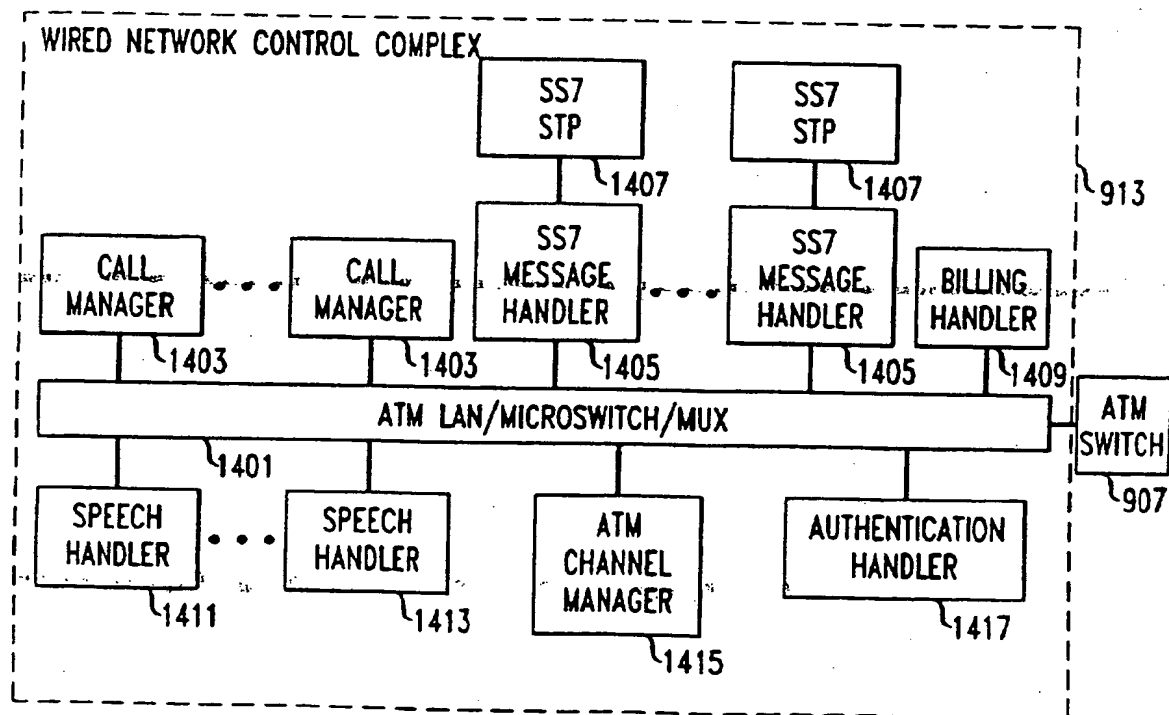 WIRED NETWORK CONTROL COMPLEX
SS7
STP
1407
SS7
STP
1407
913
CALL
MANAGER
1403
CALL
MANAGER
1403
SS7
MESSAGE
HANDLER
1405
SS7
MESSAGE
HANDLER
1405
BILLING
HANDLER
1409
ATM LAN/MICROSWITCH/MUX
1401
ATM
SWITCH
907
SPEECH
HANDLER
1411
SPEECH
HANDLER
1413
ATM
CHANNEL
MANAGER
1415
AUTHENTICATION
HANDLER
1417